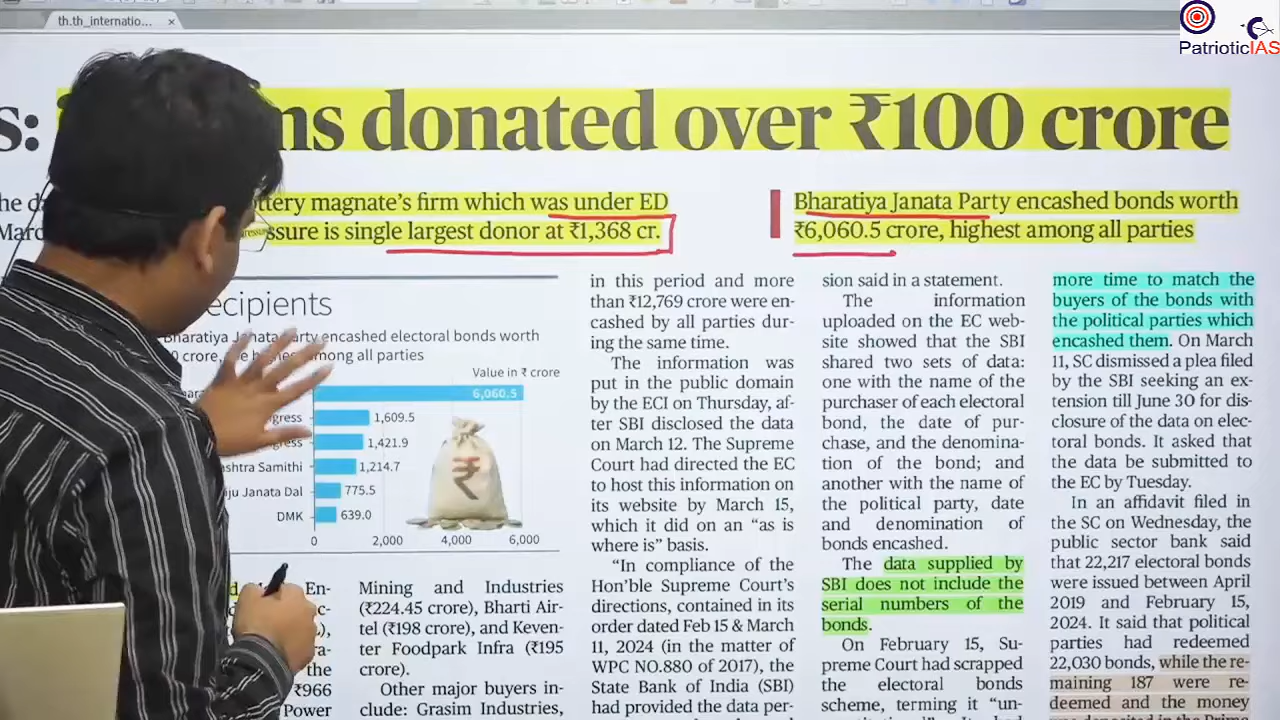 th.th_internatio... ×
PatrioticIAS
s: ms donated over ₹100 crore
he d ttery magnate's firm which was under ED
Marc ssure is single largest donor at ₹1,368 cr.
Bharatiya Janata Party encashed bonds worth
₹6,060.5 crore, highest among all parties
ecipients
Bharatiya Janata Party encashed electoral bonds worth
0 crore, among all parties
Value in ₹ crore
6,060.5
gress 1,609.5
gress 1,421.9
ashtra Samithi 1,214.7
iju Janata Dal 775.5
DMK 639.0
0 2,000 4,000 6,000
En-
the
₹966
Power
Mining and Industries
(₹224.45 crore), Bharti Air-
tel (₹198 crore), and Keven-
ter Foodpark Infra (₹195
crore).
Other major buyers in-
clude: Grasim Industries,
in this period and more
than ₹12,769 crore were en-
cashed by all parties dur-
ing the same time.
The information was
put in the public domain
by the ECI on Thursday, af-
ter SBI disclosed the data
on March 12. The Supreme
Court had directed the EC
to host this information on
its website by March 15,
which it did on an “as is
where is” basis.
“In compliance of the
Hon’ble Supreme Court’s
directions, contained in its
order dated Feb 15 & March
11, 2024 (in the matter of
WPC NO.880 of 2017), the
State Bank of India (SBI)
had provided the data per-
sion said in a statement.
The information
uploaded on the EC web-
site showed that the SBI
shared two sets of data:
one with the name of the
purchaser of each electoral
bond, the date of pur-
chase, and the denomina-
tion of the bond; and
another with the name of
the political party, date
and denomination of
bonds encashed.
The data supplied by
SBI does not include the
serial numbers of the
bonds.
On February 15, Su-
preme Court had scrapped
the electoral bonds
scheme, terming it “un-
more time to match the
buyers of the bonds with
the political parties which
encashed them. On March
11, SC dismissed a plea filed
by the SBI seeking an ex-
tension till June 30 for dis-
closure of the data on elec-
toral bonds. It asked that
the data be submitted to
the EC by Tuesday.
In an affidavit filed in
the SC on Wednesday, the
public sector bank said
that 22,217 electoral bonds
were issued between April
2019 and February 15,
2024. It said that political
parties had redeemed
22,030 bonds, while the re-
maining 187 were re-
deemed and the money